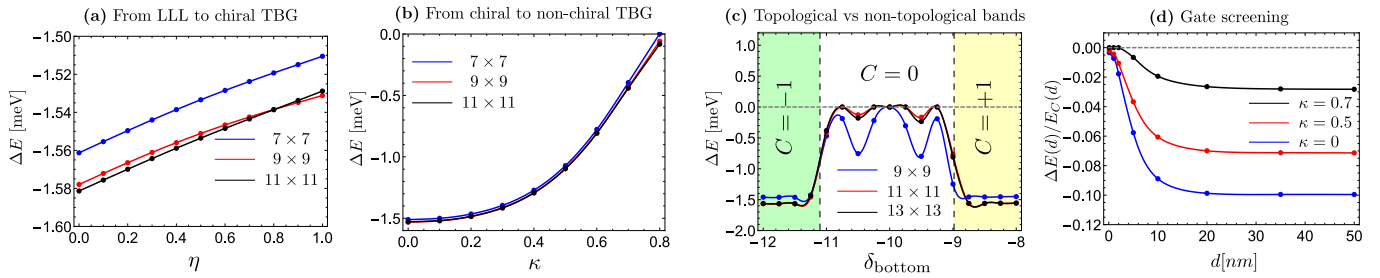 (a) From LLL to chiral TBG
ΔE [meV]
−1.50
−1.52
−1.54
−1.56
−1.58
−1.60
7 × 7
9 × 9
11 × 11
0.0 0.2 0.4 0.6 0.8 1.0
η
(b) From chiral to non-chiral TBG
ΔE [meV]
0.0
−0.5
−1.0
−1.5
7 × 7
9 × 9
11 × 11
0.0 0.2 0.4 0.6 0.8
κ
(c) Topological vs non-topological bands
ΔE [meV]
1.0
0.5
0.0
−0.5
−1.0
−1.5
−2.0
C = −1
C = 0
C = +1
9 × 9
11 × 11
13 × 13
−12 −11 −10 −9 −8
δbottom
(d) Gate screening
ΔE(d)/EC(d)
0.00
−0.02
−0.04
−0.06
−0.08
−0.10
−0.12
κ = 0.7
κ = 0.5
κ = 0
0 10 20 30 40 50
d[nm]